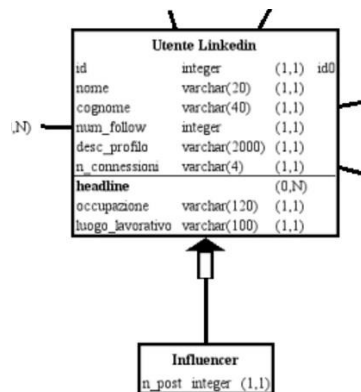 Utente Linkedin
id integer (1,1) id0
nome varchar(20) (1,1)
cognome varchar(40) (1,1)
,N) num_follow integer (1,1)
desc_profilo varchar(2000) (1,1)
n_connessioni varchar(4) (1,1)
headline (0,N)
occupazione varchar(120) (1,1)
luogo_lavorativo varchar(100) (1,1)
Influencer
n_post integer (1,1)